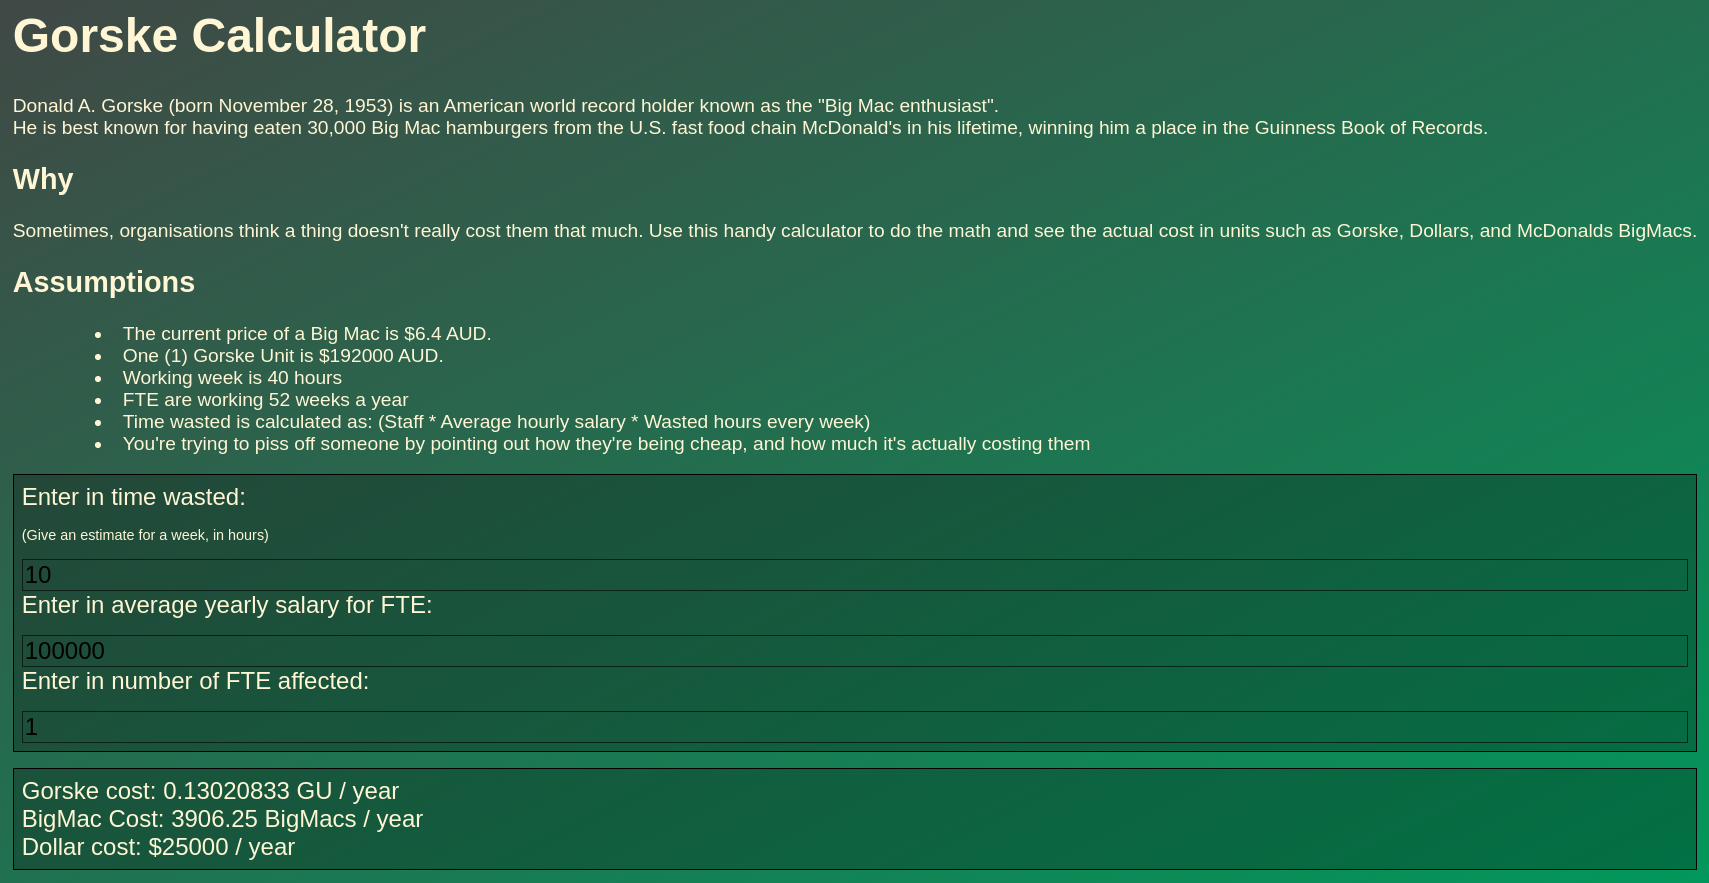 Gorske Calculator
Donald A. Gorske (born November 28, 1953) is an American world record holder known as the "Big Mac enthusiast".
He is best known for having eaten 30,000 Big Mac hamburgers from the U.S. fast food chain McDonald's in his lifetime, winning him a place in the Guinness Book of Records.
Why
Sometimes, organisations think a thing doesn't really cost them that much. Use this handy calculator to do the math and see the actual cost in units such as Gorske, Dollars, and McDonalds BigMacs.
Assumptions
• The current price of a Big Mac is $6.4 AUD.
• One (1) Gorske Unit is $192000 AUD.
• Working week is 40 hours
• FTE are working 52 weeks a year
• Time wasted is calculated as: (Staff * Average hourly salary * Wasted hours every week)
• You're trying to piss off someone by pointing out how they're being cheap, and how much it's actually costing them
Enter in time wasted:
(Give an estimate for a week, in hours)
10
Enter in average yearly salary for FTE:
100000
Enter in number of FTE affected:
1
Gorske cost: 0.13020833 GU / year
BigMac Cost: 3906.25 BigMacs / year
Dollar cost: $25000 / year